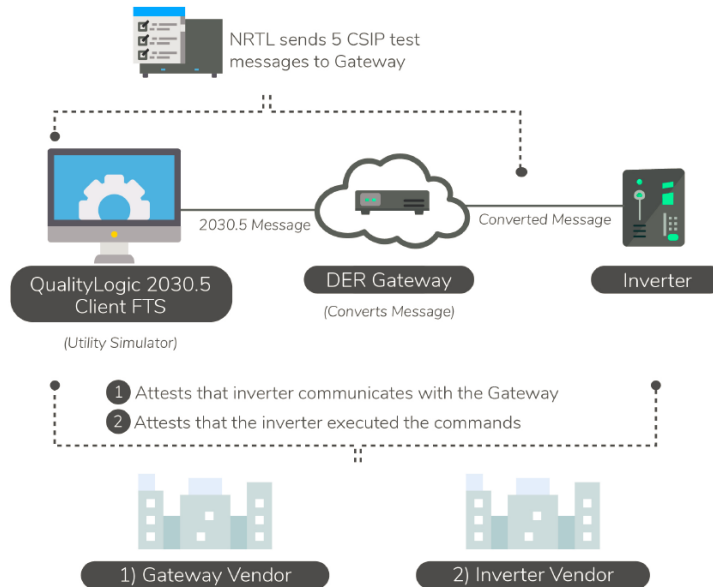 NRTL sends 5 CSIP test
messages to Gateway
2030.5 Message
Converted Message
QualityLogic 2030.5
Client FTS
(Utility Simulator)
DER Gateway
(Converts Message)
Inverter
1 Attests that inverter communicates with the Gateway
2 Attests that the inverter executed the commands
1) Gateway Vendor
2) Inverter Vendor